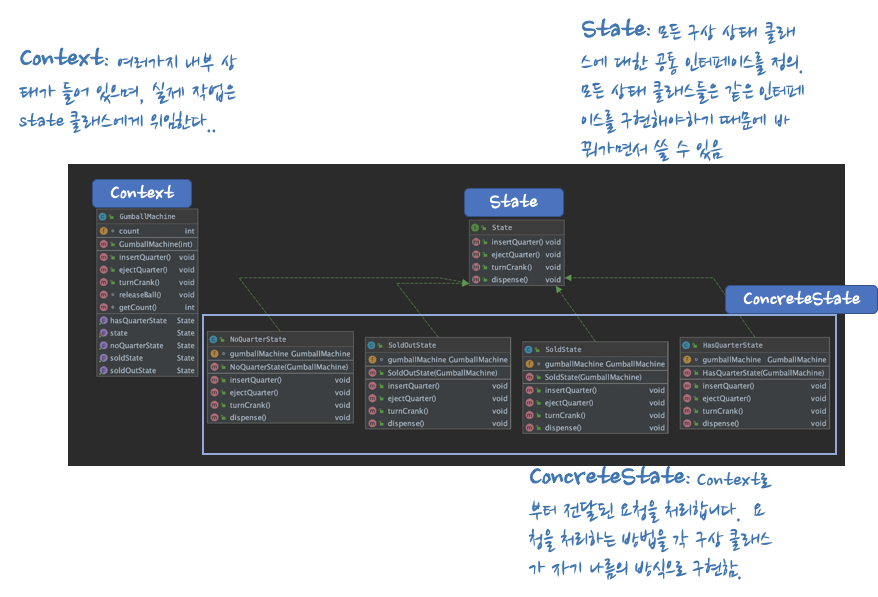 Context: 여러가지 내부 상
태가 들어 있으며, 실제 작업은
state 클래스에게 위임한다..
State: 모든 구상 상태 클래
스에 대한 공통 인터페이스를 정의.
모든 상태 클래스들은 같은 인터페
이스를 구현해야하기 때문에 바
꿔가면서 쓸 수 있음
Context
GumballMachine
count int
GumballMachine(int)
insertQuarter() void
ejectQuarter() void
turnCrank() void
releaseBall() void
getCount() int
hasQuarterState State
state State
noQuarterState State
soldState State
soldOutState State
State
State
insertQuarter() void
ejectQuarter() void
turnCrank() void
dispense() void
ConcreteState
NoQuarterState
gumballMachine GumballMachine
NoQuarterState(GumballMachine)
insertQuarter() void
ejectQuarter() void
turnCrank() void
dispense() void
SoldOutState
gumballMachine GumballMachine
SoldOutState(GumballMachine)
insertQuarter() void
ejectQuarter() void
turnCrank() void
dispense() void
SoldState
gumballMachine GumballMachine
SoldState(GumballMachine)
insertQuarter() void
ejectQuarter() void
turnCrank() void
dispense() void
HasQuarterState
gumballMachine GumballMachine
HasQuarterState(GumballMachine)
insertQuarter() void
ejectQuarter() void
turnCrank() void
dispense() void
ConcreteState: Context로
부터 전달된 요청을 처리합니다. 요
청을 처리하는 방법을 각 구상 클래스
가 자기 나름의 방식으로 구현함.